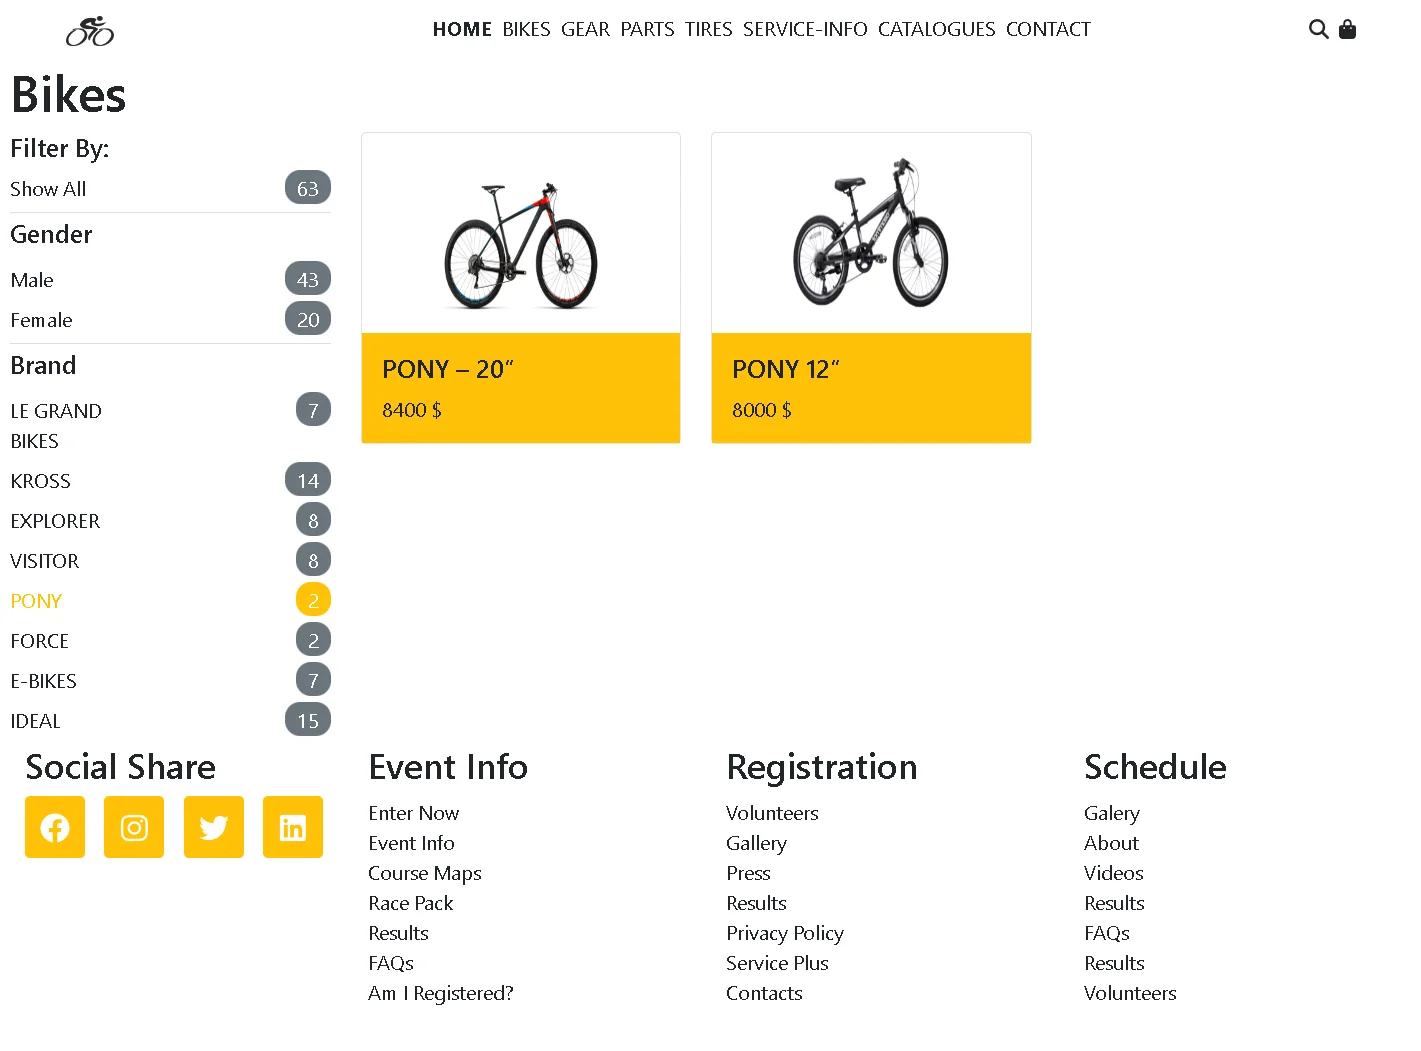 HOME BIKES GEAR PARTS TIRES SERVICE-INFO CATALOGUES CONTACT
Bikes
Filter By:
Show All 63
Gender
Male 43
Female 20
Brand
LE GRAND 7
BIKES
KROSS 14
EXPLORER 8
VISITOR 8
PONY 2
FORCE 2
E-BIKES 7
IDEAL 15
PONY – 20“
8400 $
PONY 12“
8000 $
Social Share
Event Info
Enter Now
Event Info
Course Maps
Race Pack
Results
FAQs
Am I Registered?
Registration
Volunteers
Gallery
Press
Results
Privacy Policy
Service Plus
Contacts
Schedule
Galery
About
Videos
Results
FAQs
Results
Volunteers